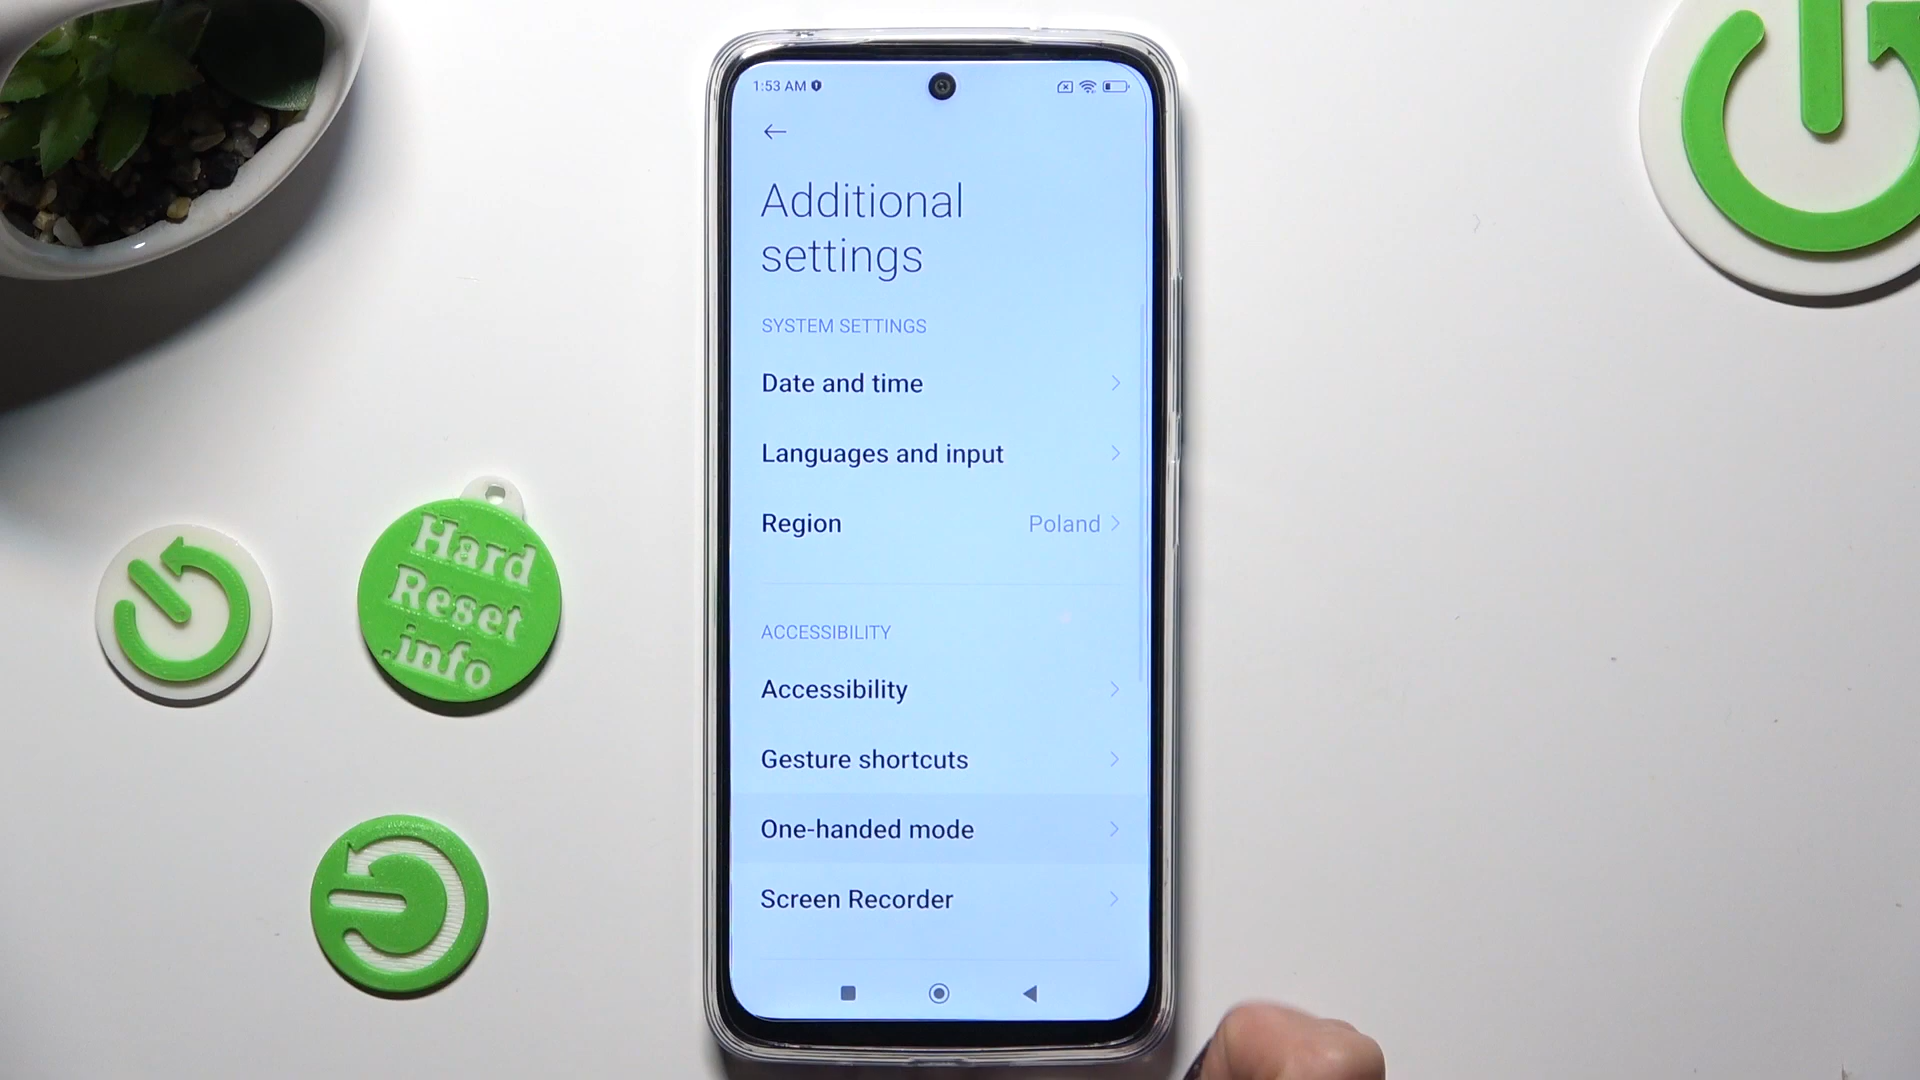 1:53 AM
Additional
settings
SYSTEM SETTINGS
Date and time
Languages and input
Region Poland
ACCESSIBILITY
Accessibility
Gesture shortcuts
One-handed mode
Screen Recorder
Hard
Reset
.info